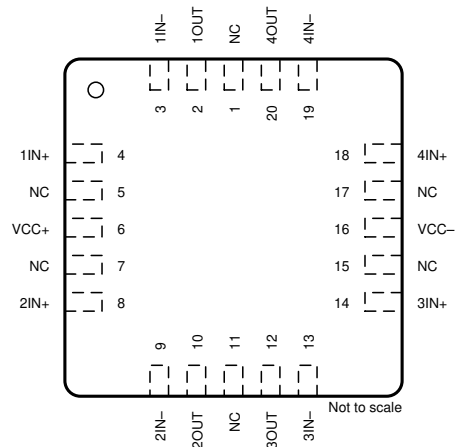 1IN–
1OUT
NC
4OUT
4IN–
3
2
1
20
19
1IN+
4
18
4IN+
NC
5
17
NC
VCC+
6
16
VCC–
NC
7
15
NC
2IN+
8
14
3IN+
9
10
11
12
13
Not to scale
2IN–
2OUT
NC
3OUT
3IN–